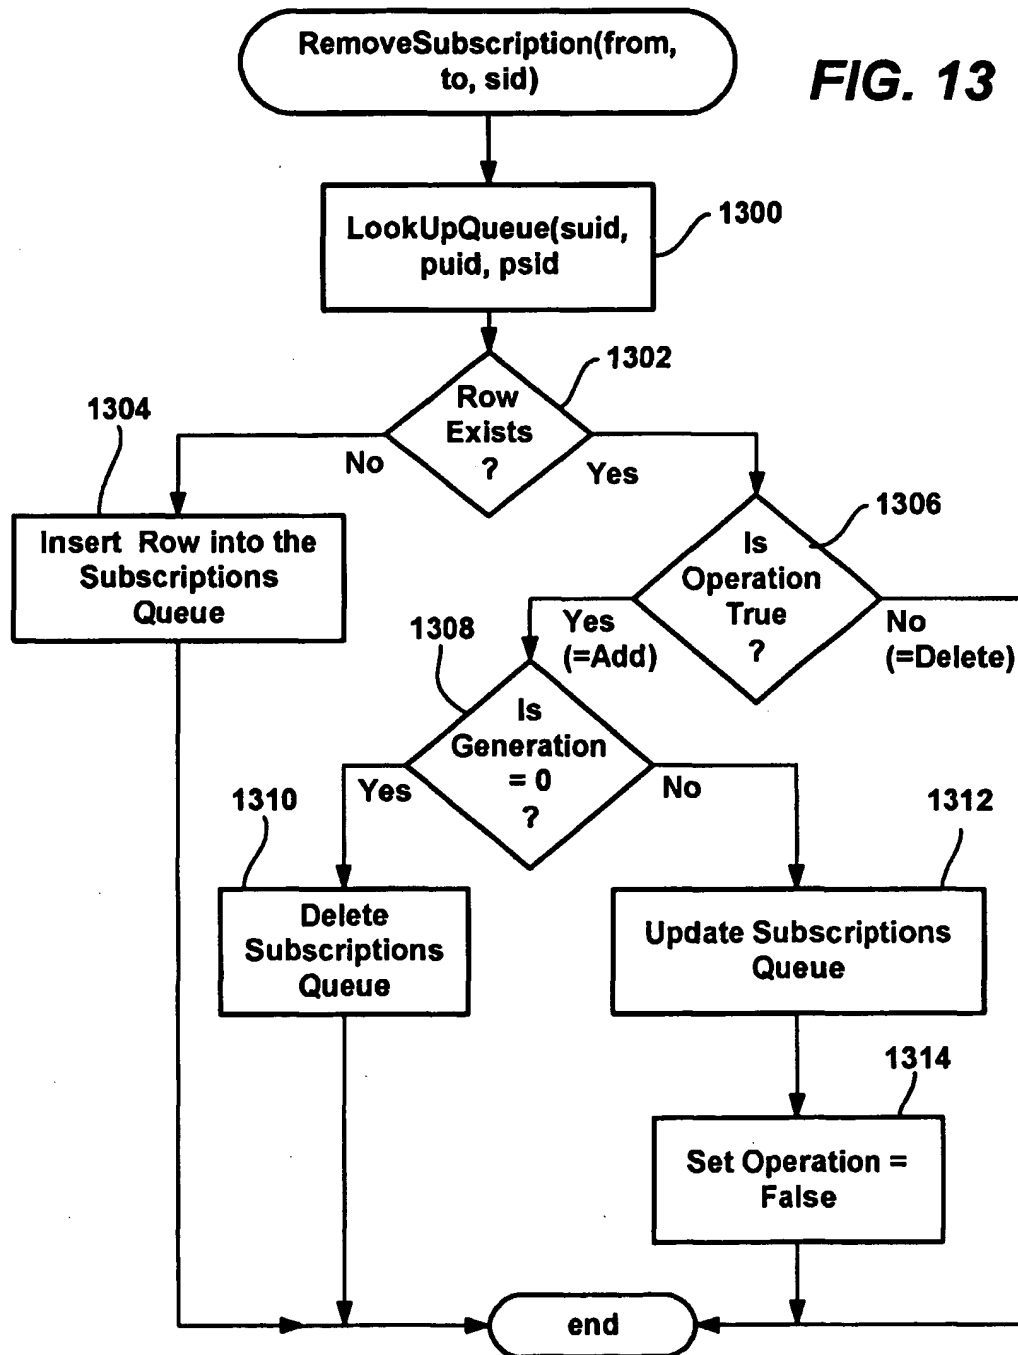 RemoveSubscription(from,
to, sid)
FIG. 13
LookUpQueue(suid,
puid, psid
1300
Row
Exists
?
1302
No
Yes
1304
Insert Row into the
Subscriptions
Queue
Is
Operation
True
?
1306
Yes
(=Add)
No
(=Delete)
1308
Is
Generation
= 0
?
Yes
No
1310
Delete
Subscriptions
Queue
1312
Update Subscriptions
Queue
1314
Set Operation =
False
end